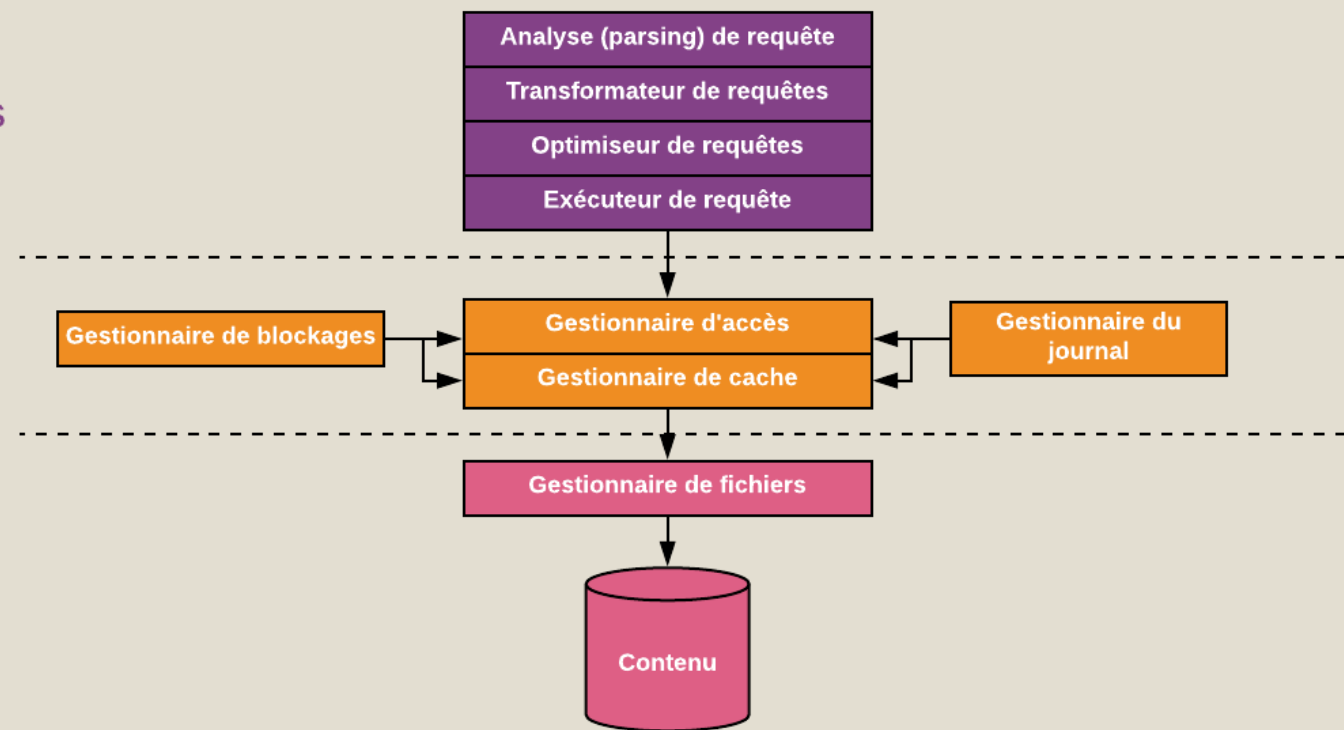 Analyse (parsing) de requête
Transformateur de requêtes
s
Optimiseur de requêtes
Exécuteur de requête
Gestionnaire de blockages
Gestionnaire d'accès
Gestionnaire de cache
Gestionnaire du
journal
Gestionnaire de fichiers
Contenu